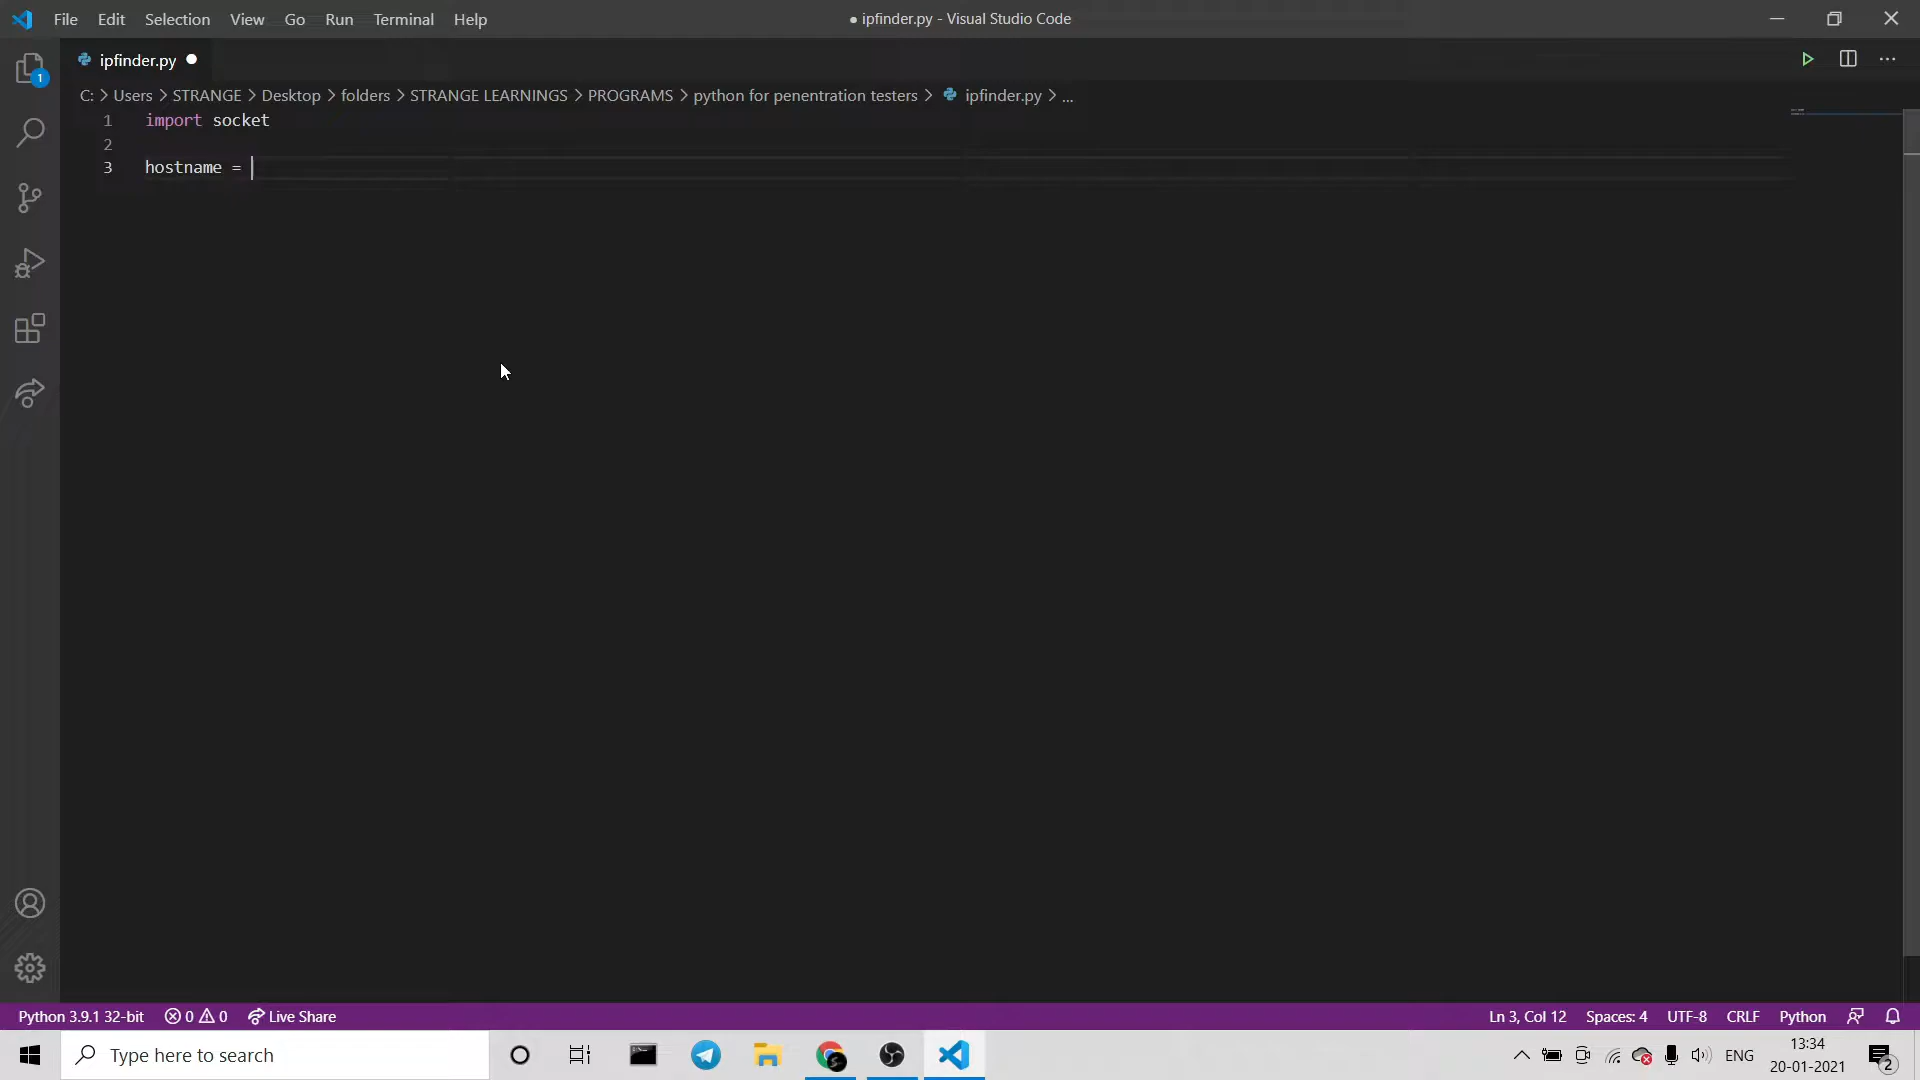 File Edit Selection View Go Run Terminal Help
● ipfinder.py - Visual Studio Code
ipfinder.py ●
1
C: > Users > STRANGE > Desktop > folders > STRANGE LEARNINGS > PROGRAMS > python for penentration testers > ipfinder.py > ...
1 import socket
2
3 hostname =
Python 3.9.1 32-bit 0 0 Live Share
Ln 3, Col 12 Spaces: 4 UTF-8 CRLF Python
Type here to search
ENG
13:34
20-01-2021
2